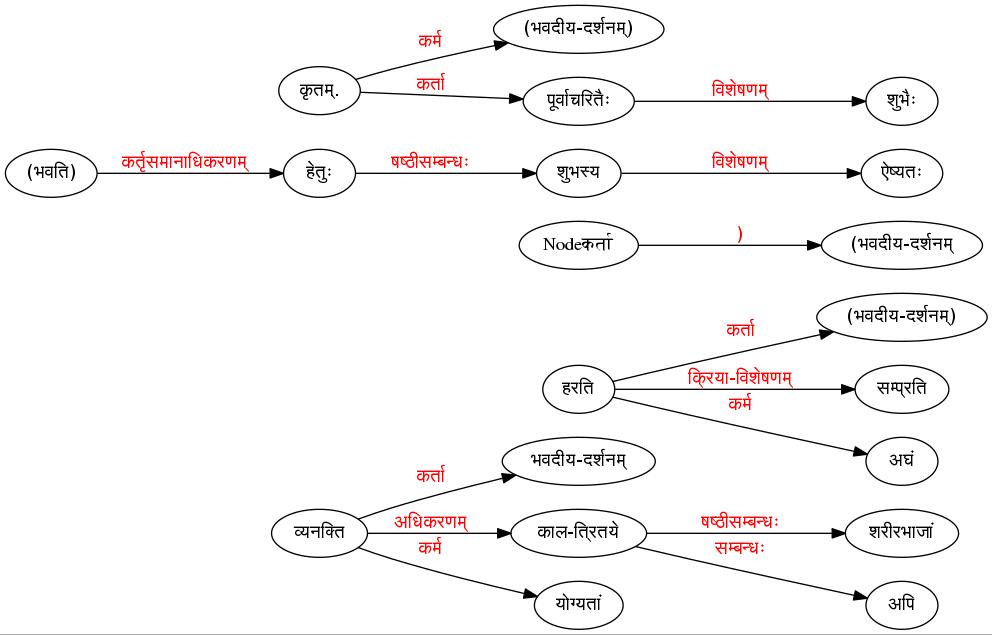 (भवदीय-दर्शनम्)
कर्म
कृतम्.
कर्ता
पूर्वाचरितैः
विशेषणम्
शुभैः
(भवति)
कर्तृसमानाधिकरणम्
हेतुः
षष्ठीसम्बन्धः
शुभस्य
विशेषणम्
ऐष्यतः
Nodeकर्ता
)
(भवदीय-दर्शनम्
(भवदीय-दर्शनम्)
कर्ता
हरति
क्रिया-विशेषणम्
सम्प्रति
कर्म
अघं
भवदीय-दर्शनम्
कर्ता
व्यनक्ति
अधिकरणम्
काल-त्रितये
षष्ठीसम्बन्धः
शरीरभाजां
कर्म
सम्बन्धः
योग्यतां
अपि